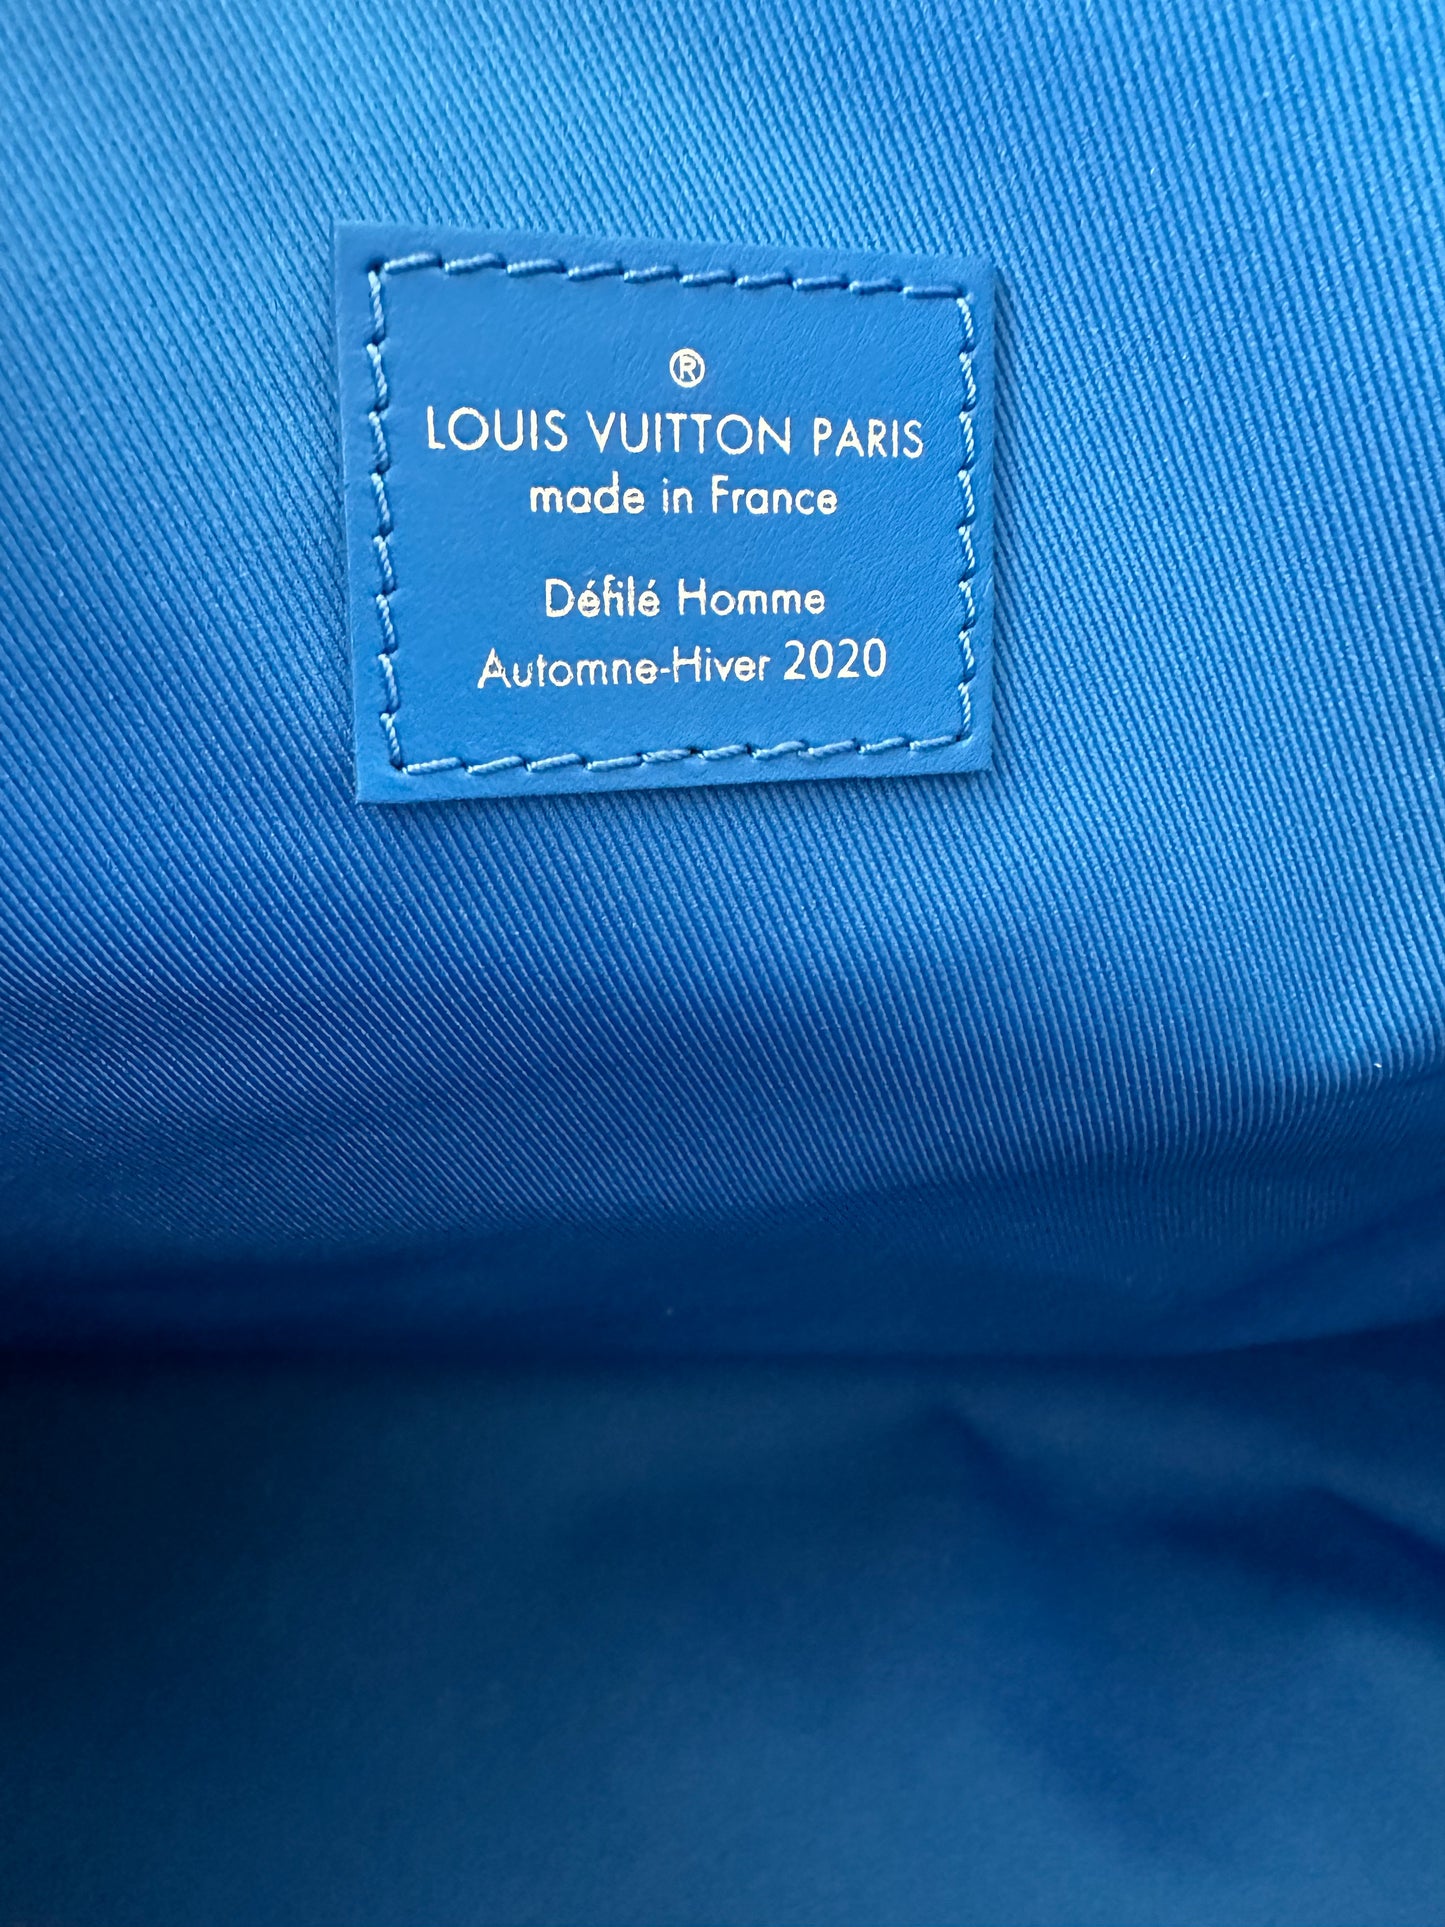 ®
LOUIS VUITTON PARIS
made in France
Défilé Homme
Automne-Hiver 2020